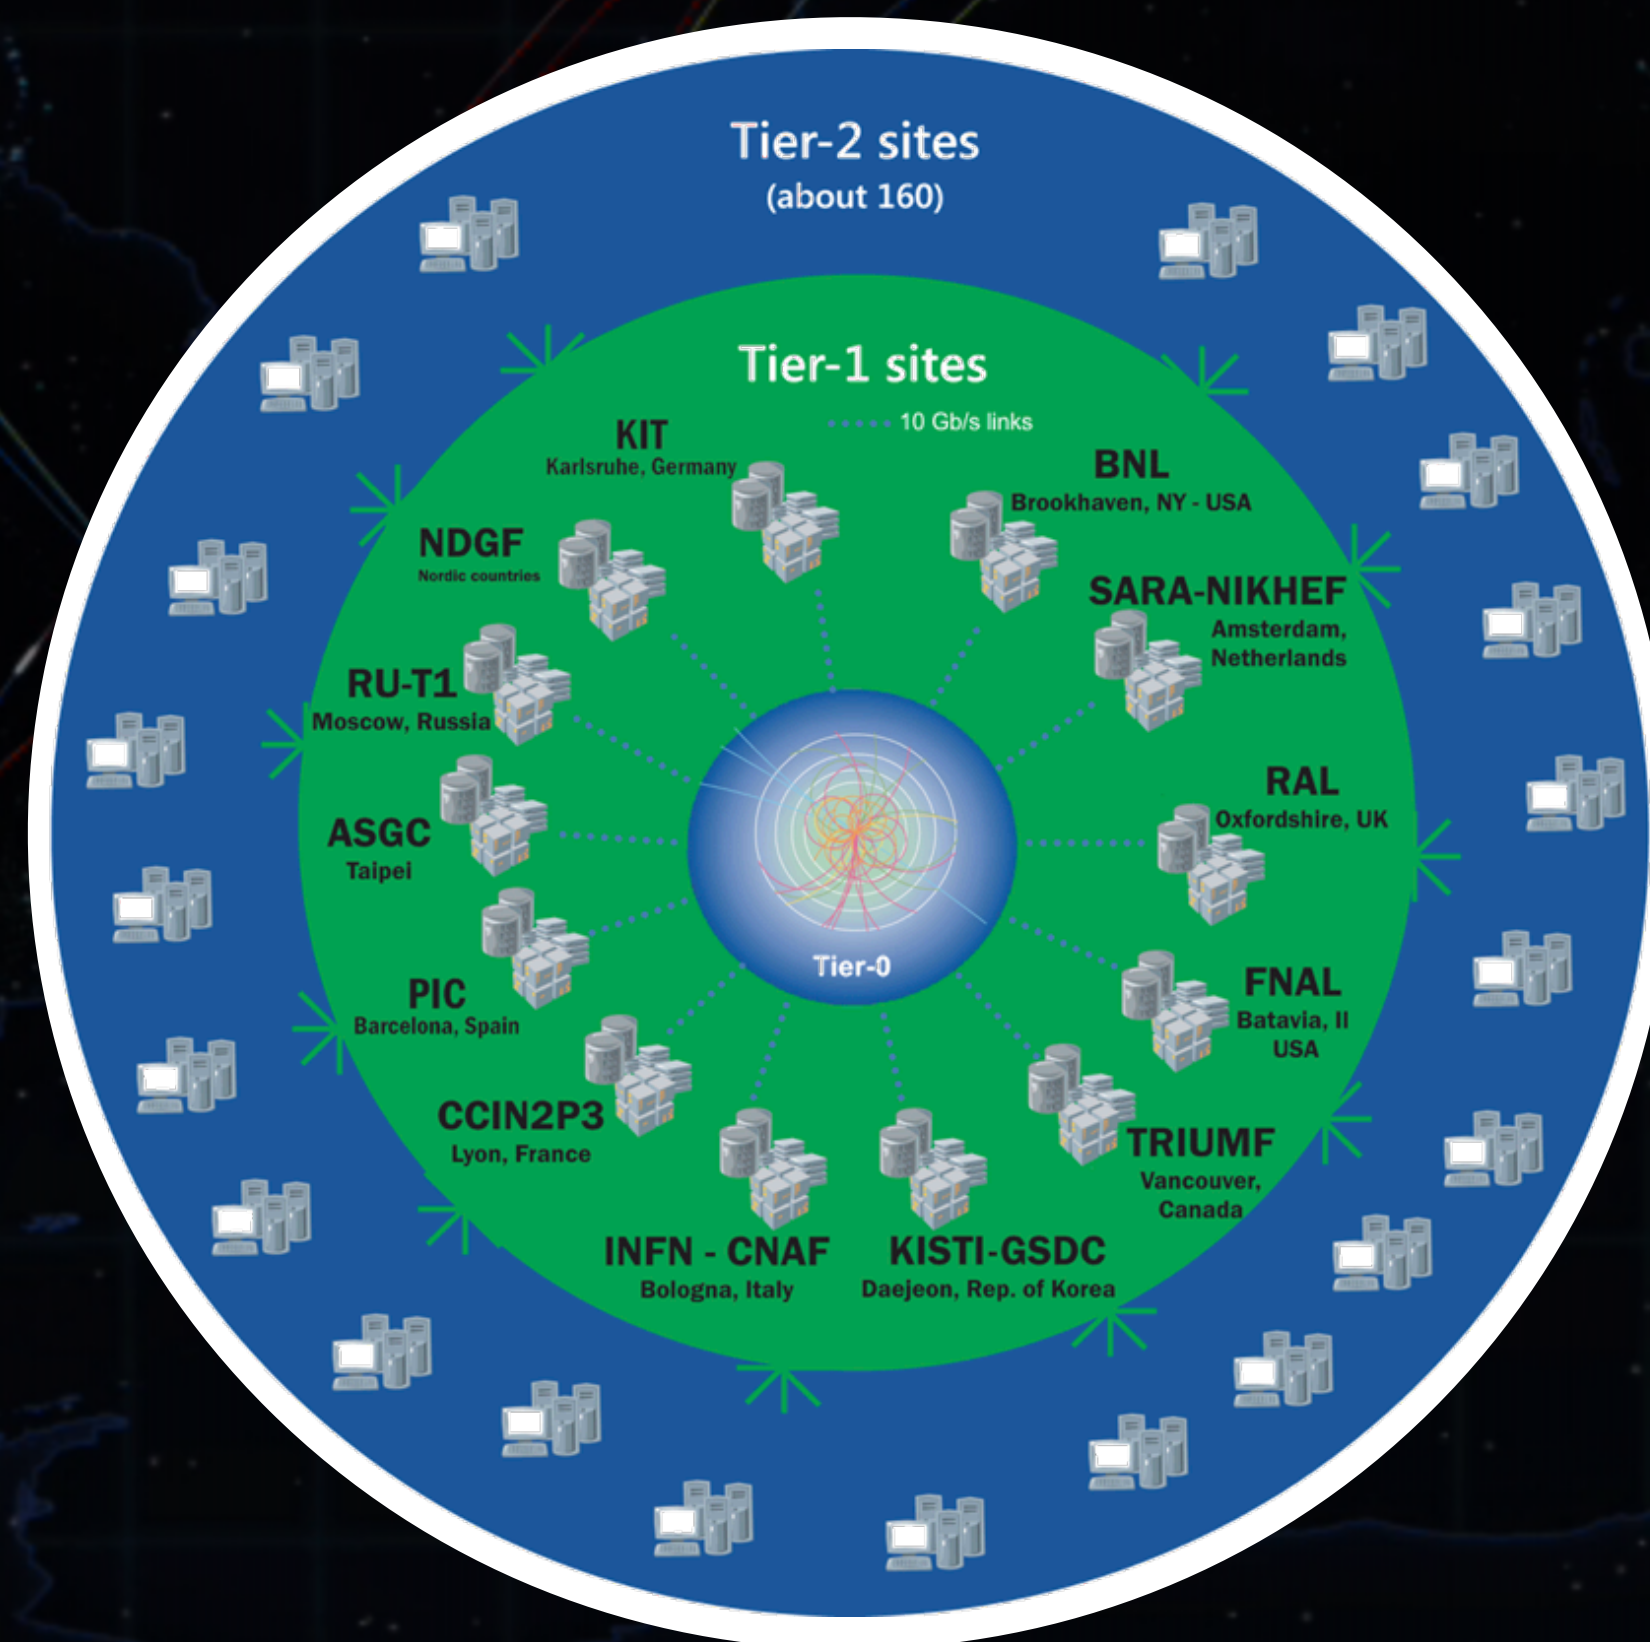 Tier-2 sites
(about 160)
Tier-1 sites
10 Gb/s links
KIT
Karlsruhe, Germany
BNL
Brookhaven, NY - USA
NDGF
Nordic countries
SARA-NIKHEF
Amsterdam,
Netherlands
RU-T1
Moscow, Russia
RAL
Oxfordshire, UK
ASGC
Taipei
Tier-0
PIC
Barcelona, Spain
FNAL
Batavia, Il
USA
CCIN2P3
Lyon, France
TRIUMF
Vancouver,
Canada
INFN - CNAF
Bologna, Italy
KISTI-GSDC
Daejeon, Rep. of Korea